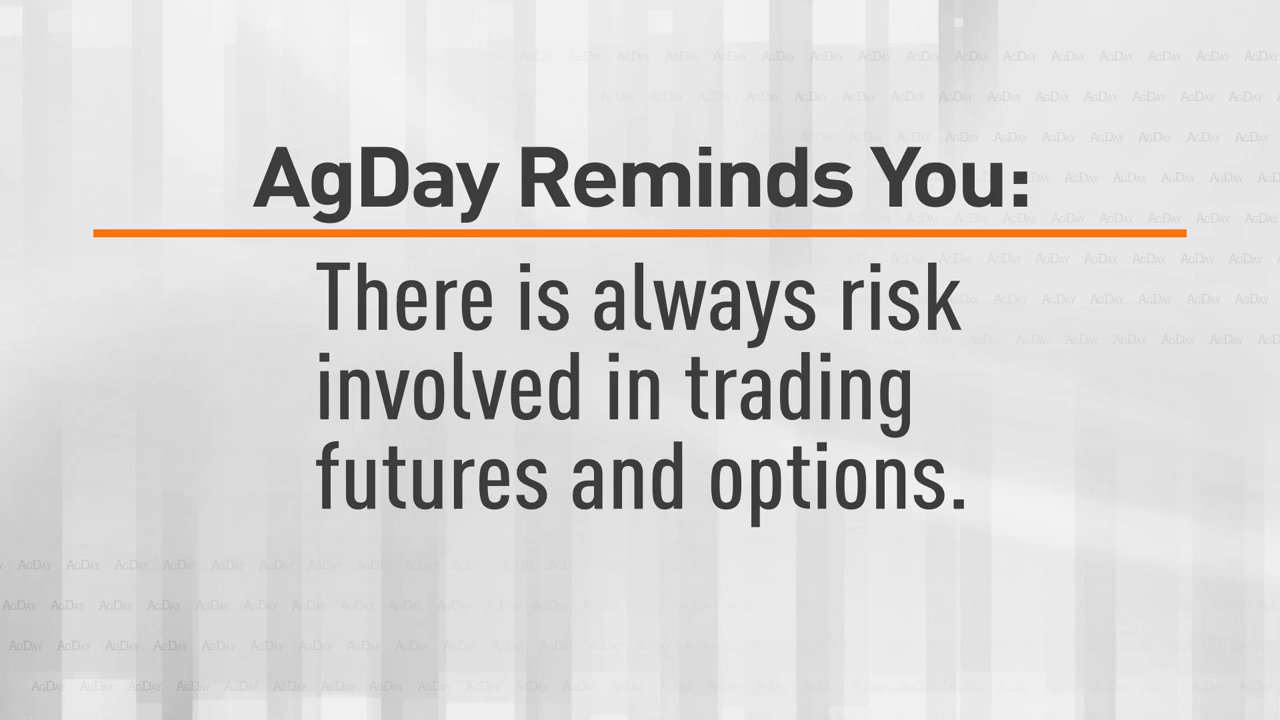 AgDay Reminds You:
There is always risk
involved in trading
futures and options.